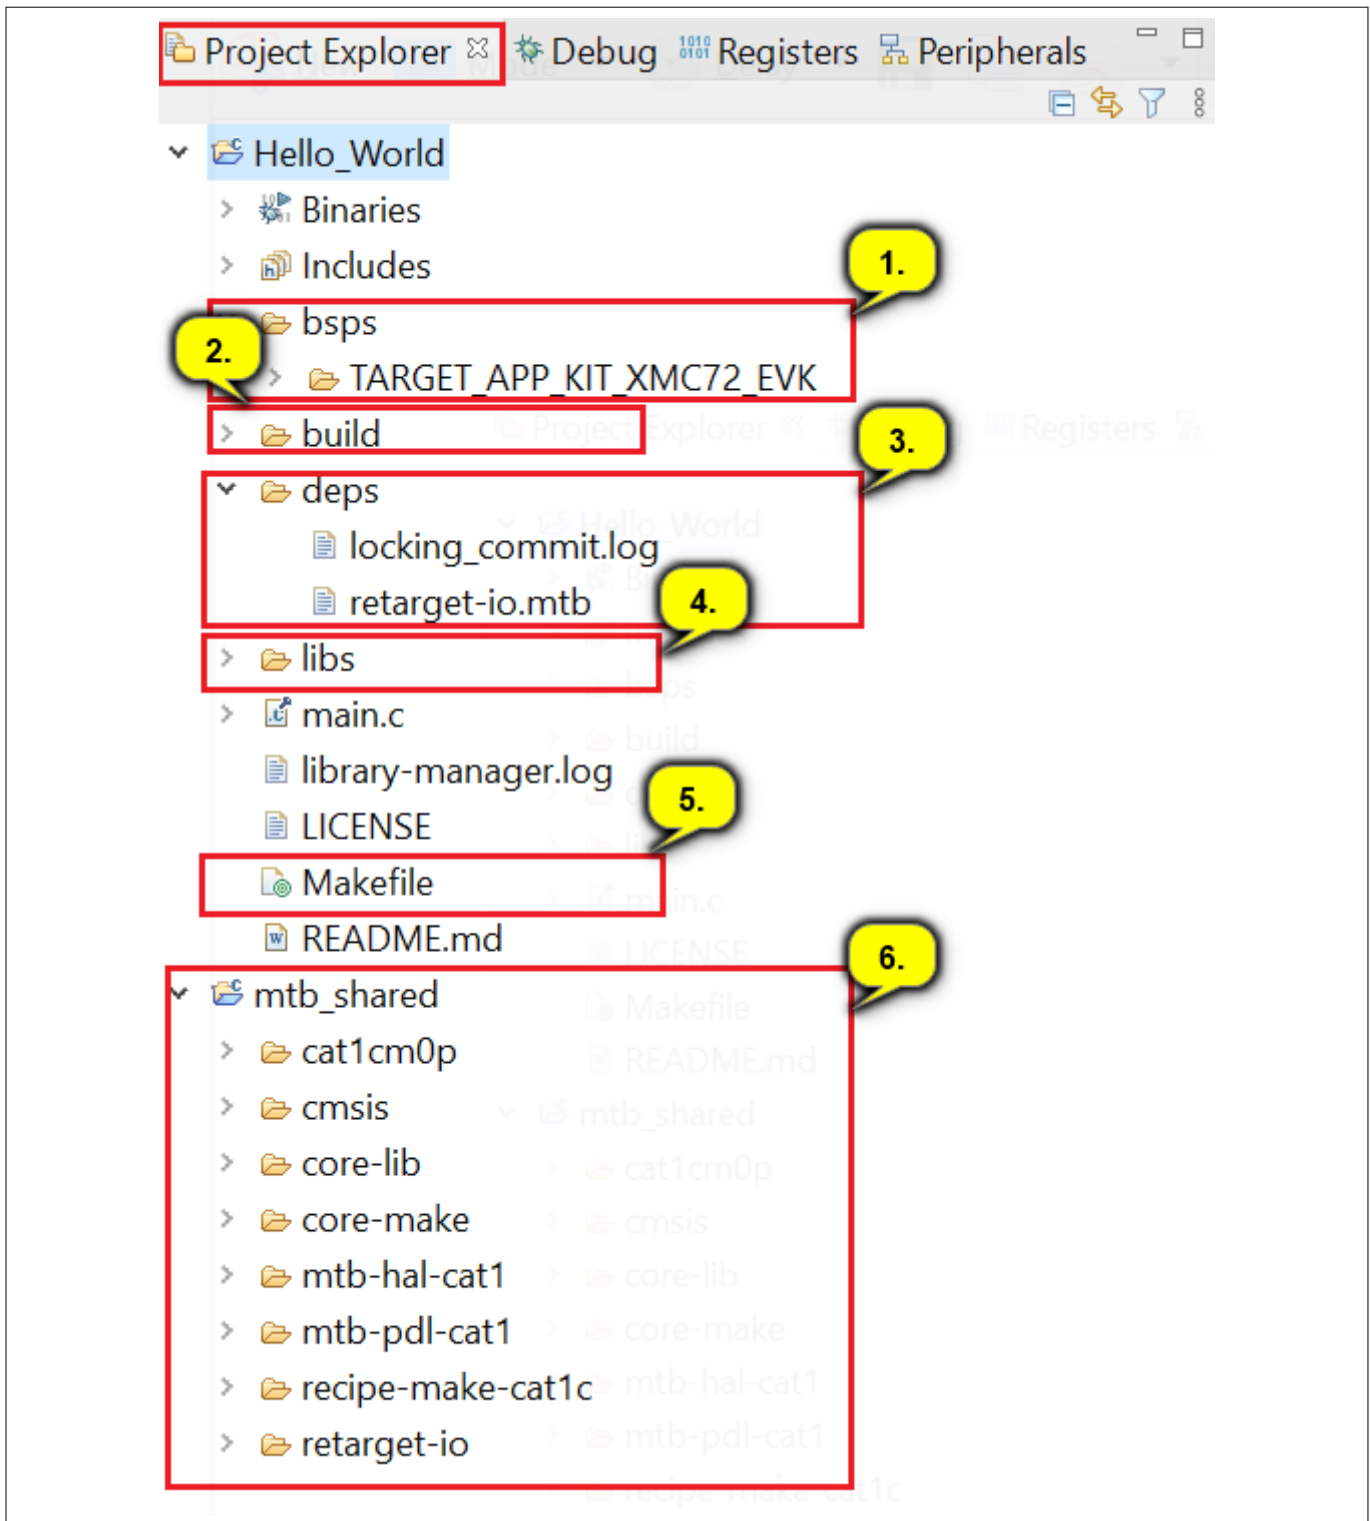 Project Explorer Debug Registers Peripherals
Hello_World
Binaries
Includes
1.
bsps
2.
TARGET_APP_KIT_XMC72_EVK
build
3.
deps
locking_commit.log
retarget-io.mtb
4.
libs
main.c
library-manager.log
5.
LICENSE
Makefile
README.md
6.
mtb_shared
cat1cm0p
cmsis
core-lib
core-make
mtb-hal-cat1
mtb-pdl-cat1
recipe-make-cat1c
retarget-io